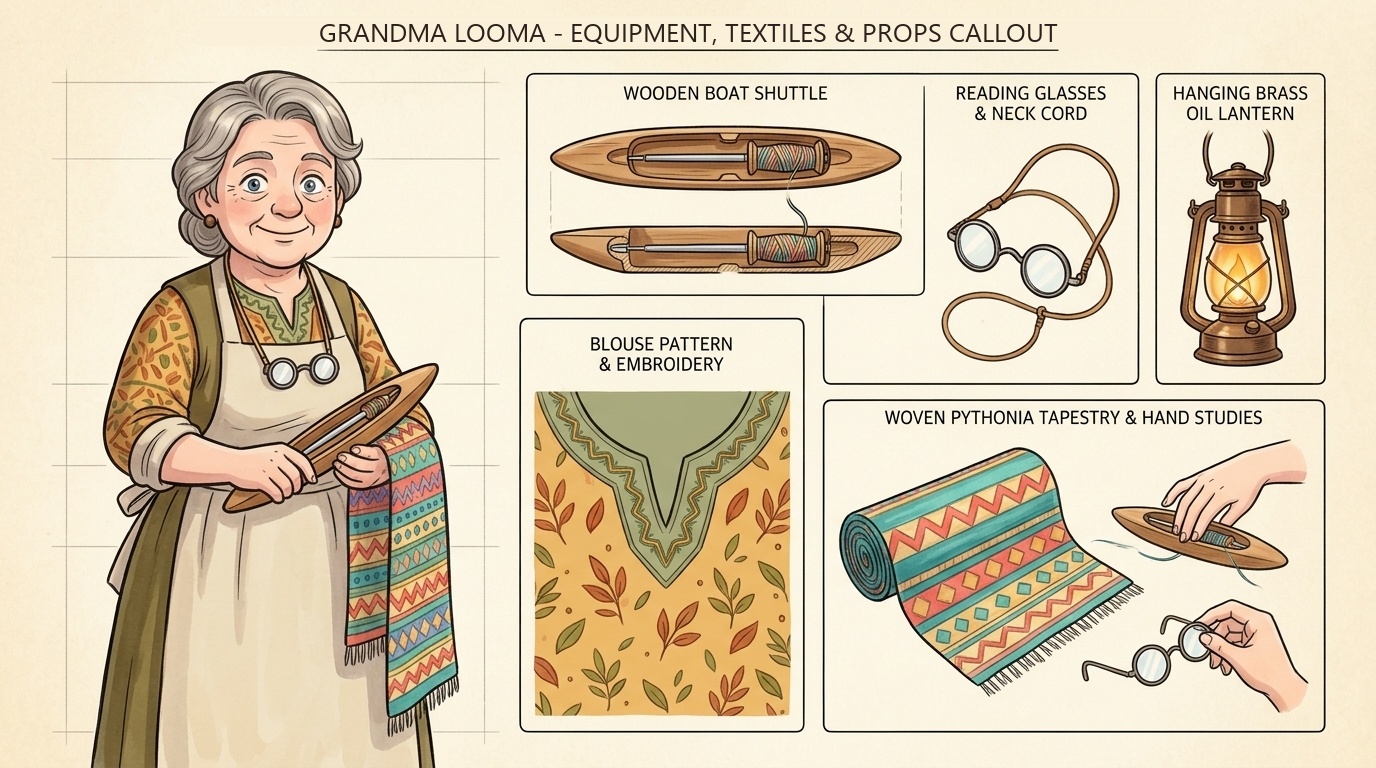 GRANDMA LOOMA - EQUIPMENT, TEXTILES & PROPS CALLOUT
WOODEN BOAT SHUTTLE
READING GLASSES
& NECK CORD
HANGING BRASS
OIL LANTERN
BLOUSE PATTERN
& EMBROIDERY
WOVEN PYTHONIA TAPESTRY & HAND STUDIES